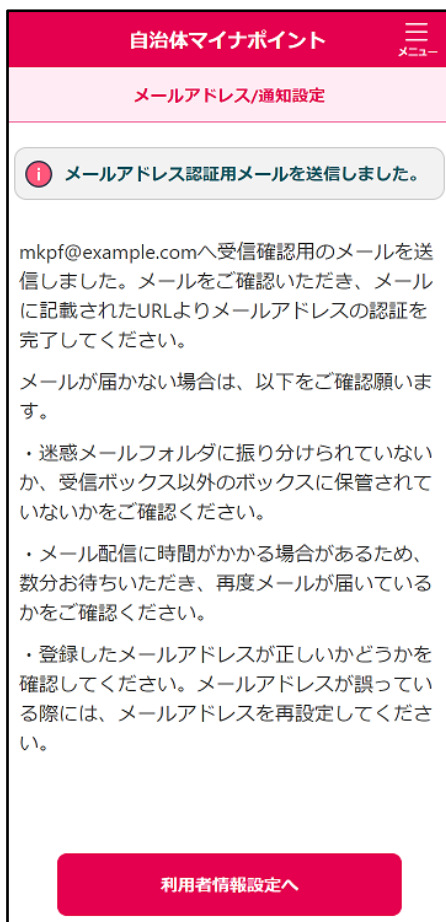 自治体マイナポイント
メニュー
メールアドレス/通知設定
i メールアドレス認証用メールを送信しました。
mkpf@example.comへ受信確認用のメールを送
信しました。メールをご確認いただき、メール
に記載されたURLよりメールアドレスの認証を
完了してください。
メールが届かない場合は、以下をご確認願いま
す。
・迷惑メールフォルダに振り分けられていない
か、受信ボックス以外のボックスに保管されて
いないかをご確認ください。
・メール配信に時間がかかる場合があるため、
数分お待ちいただき、再度メールが届いている
かをご確認ください。
・登録したメールアドレスが正しいかどうかを
確認してください。メールアドレスが誤ってい
る際には、メールアドレスを再設定してくださ
い。
利用者情報設定へ